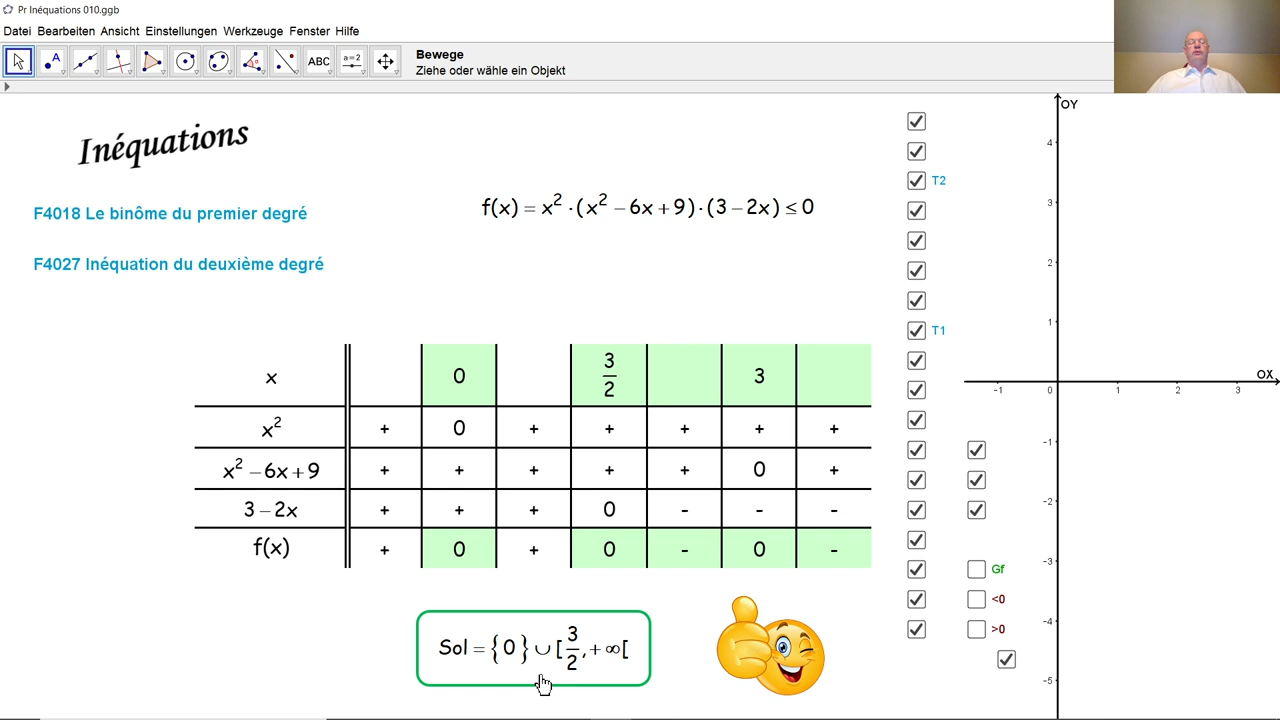 Pr Inéquations 010.ggb
Datei Bearbeiten Ansicht Einstellungen Werkzeuge Fenster Hilfe
A ABC a=2
Bewege
Ziehe oder wähle ein Objekt
Inéquations
F4018 Le binôme du premier degré
F4027 Inéquation du deuxième degré
f(x) = x² · (x² − 6x + 9) · (3 − 2x) ≤ 0
x 0 3/2 3
x² + 0 + + + + +
x² − 6x + 9 + + + + + 0 +
3 − 2x + + + 0 - - -
f(x) + 0 + 0 - 0 -
Sol = {0} ∪ [3/2, +∞[
T2
T1
Gf
<0
>0
OY
4
3
2
1
OX
−1 0 1 2 3
−1
−2
−3
−4
−5